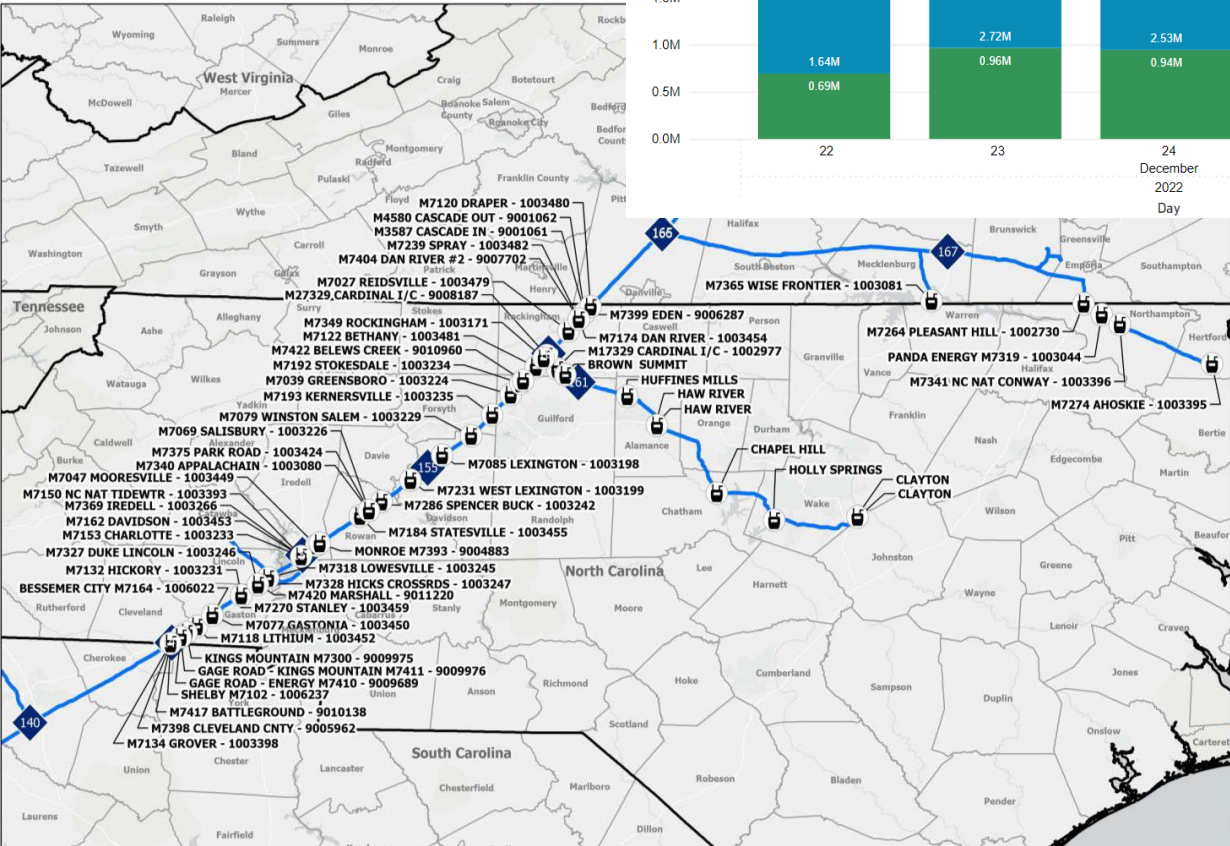 1.0M
0.5M
0.0M
1.64M
0.69M
2.72M
0.96M
2.53M
0.94M
22
23
24
December
2022
Day
Raleigh
Wyoming
Summers
Monroe
West Virginia
Mercer
McDowell
Craig
Botetourt
Roanoke
County
Salem
Roanoke City
Giles
Tazewell
Bland
Montgomery
Radford
Pulaski
Franklin County
Floyd
Wythe
Smyth
Washington
Carroll
Grayson
Galax
Patrick
Martinsville
Henry
Danville
Halifax
South Boston
Mecklenburg
Brunswick
Greensville
Emporia
Southampton
M7120 DRAPER - 1003480
M4580 CASCADE OUT - 9001062
M3587 CASCADE IN - 9001061
M7239 SPRAY - 1003482
M7404 DAN RIVER #2 - 9007702
M7027 REIDSVILLE - 1003479
M27329 CARDINAL I/C - 9008187
M7349 ROCKINGHAM - 1003171
M7122 BETHANY - 1003481
M7422 BELEWS CREEK - 9010960
M7192 STOKESDALE - 1003234
M7039 GREENSBORO - 1003224
M7193 KERNERSVILLE - 1003235
M7079 WINSTON SALEM - 1003229
M7069 SALISBURY - 1003226
M7375 PARK ROAD - 1003424
M7340 APPALACHAIN - 1003080
M7047 MOORESVILLE - 1003449
M7150 NC NAT TIDEWTR - 1003393
M7369 IREDELL - 1003266
M7162 DAVIDSON - 1003453
M7153 CHARLOTTE - 1003233
M7327 DUKE LINCOLN - 1003246
M7132 HICKORY - 1003231
BESSEMER CITY M7164 - 1006022
166
167
161
155
140
M7399 EDEN - 9006287
M7174 DAN RIVER - 1003454
M17329 CARDINAL I/C - 1002977
BROWN SUMMIT
HUFFINES MILLS
HAW RIVER
HAW RIVER
CHAPEL HILL
HOLLY SPRINGS
CLAYTON
CLAYTON
M7365 WISE FRONTIER - 1003081
M7264 PLEASANT HILL - 1002730
PANDA ENERGY M7319 - 1003044
M7341 NC NAT CONWAY - 1003396
M7274 AHOSKIE - 1003395
M7085 LEXINGTON - 1003198
M7231 WEST LEXINGTON - 1003199
M7286 SPENCER BUCK - 1003242
M7184 STATESVILLE - 1003455
MONROE M7393 - 9004883
M7318 LOWESVILLE - 1003245
M7328 HICKS CROSSRDS - 1003247
M7420 MARSHALL - 9011220
M7270 STANLEY - 1003459
M7077 GASTONIA - 1003450
M7118 LITHIUM - 1003452
KINGS MOUNTAIN M7300 - 9009975
GAGE ROAD - KINGS MOUNTAIN M7411 - 9009976
GAGE ROAD - ENERGY M7410 - 9009689
SHELBY M7102 - 1006237
M7417 BATTLEGROUND - 9010138
M7398 CLEVELAND CNTY - 9005962
M7134 GROVER - 1003398
Tennessee
Johnson
Ashe
Alleghany
Surry
Stokes
Rockingham
Caswell
Person
Granville
Vance
Warren
Halifax
Northampton
Hertford
Bertie
Watauga
Wilkes
Yadkin
Forsyth
Guilford
Alamance
Orange
Durham
Franklin
Nash
Edgecombe
Martin
Caldwell
Alexander
Burke
Iredell
Davie
Davidson
Randolph
Chatham
Wake
Wilson
Pitt
Beaufor
Catawba
Rowan
Lincoln
Rutherford
Cleveland
Gaston
Mecklenburg
Cabarrus
Stanly
Montgomery
North Carolina
Lee
Harnett
Johnston
Greene
Wayne
Lenoir
Craven
Moore
Cherokee
York
Union
Anson
Richmond
Hoke
Cumberland
Sampson
Duplin
Jones
Scotland
Onslow
Carteret
Union
Chester
Lancaster
South Carolina
Chesterfield
Marlboro
Robeson
Bladen
Pender
Laurens
Fairfield
Dillon